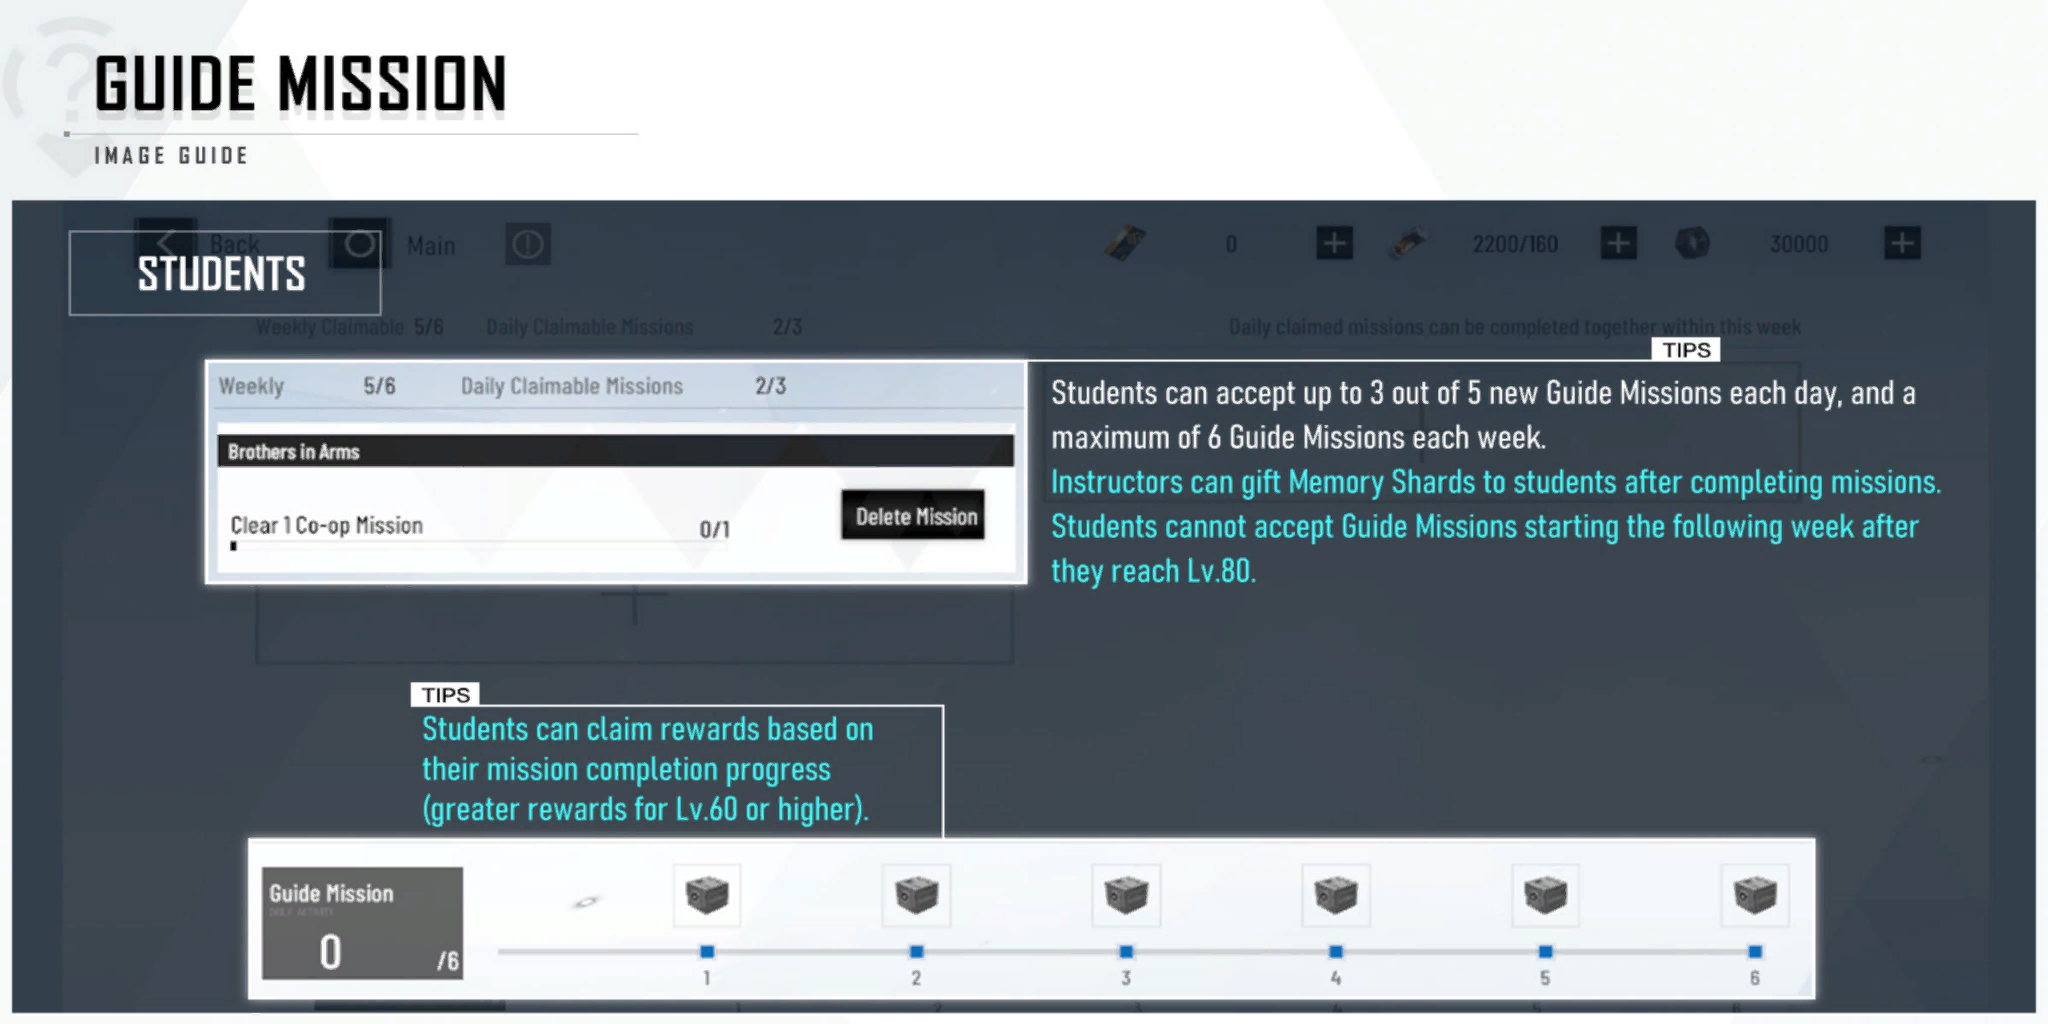 GUIDE MISSION
IMAGE GUIDE
Back
Main
0
2200/160
30000
STUDENTS
Weekly Claimable 5/6 Daily Claimable Missions 2/3
Daily claimed missions can be completed together within this week
TIPS
Weekly 5/6 Daily Claimable Missions 2/3
Brothers in Arms
Clear 1 Co-op Mission 0/1
Delete Mission
Students can accept up to 3 out of 5 new Guide Missions each day, and a
maximum of 6 Guide Missions each week.
Instructors can gift Memory Shards to students after completing missions.
Students cannot accept Guide Missions starting the following week after
they reach Lv.80.
TIPS
Students can claim rewards based on
their mission completion progress
(greater rewards for Lv.60 or higher).
Guide Mission
0 /6
1 2 3 4 5 6